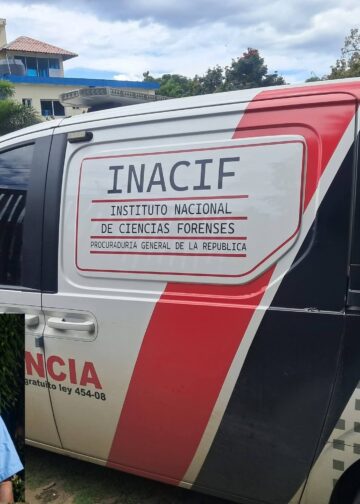 INACIF
INSTITUTO NACIONAL
DE CIENCIAS FORENSES
PROCURADURIA GENERAL DE LA REPUBLICA
NCIA
gratuito ley 454-08